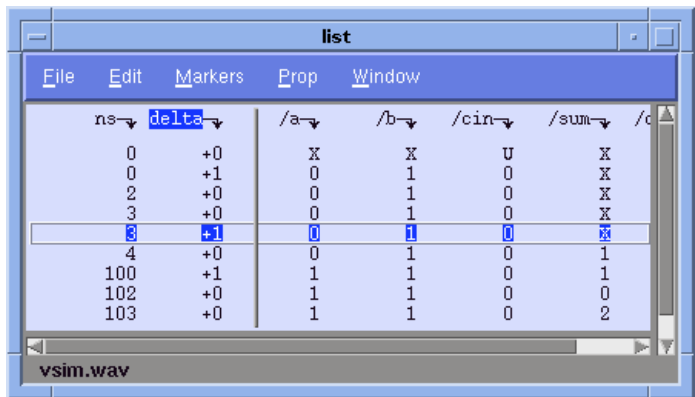 list
File Edit Markers Prop Window
ns delta /a /b /cin /sum /c
0 +0 X X U X
0 +1 0 1 0 X
2 +0 0 1 0 X
3 +0 0 1 0 X
3 +1 0 1 0 X
4 +0 0 1 0 1
100 +1 1 1 0 1
102 +0 1 1 0 0
103 +0 1 1 0 2
vsim.wav